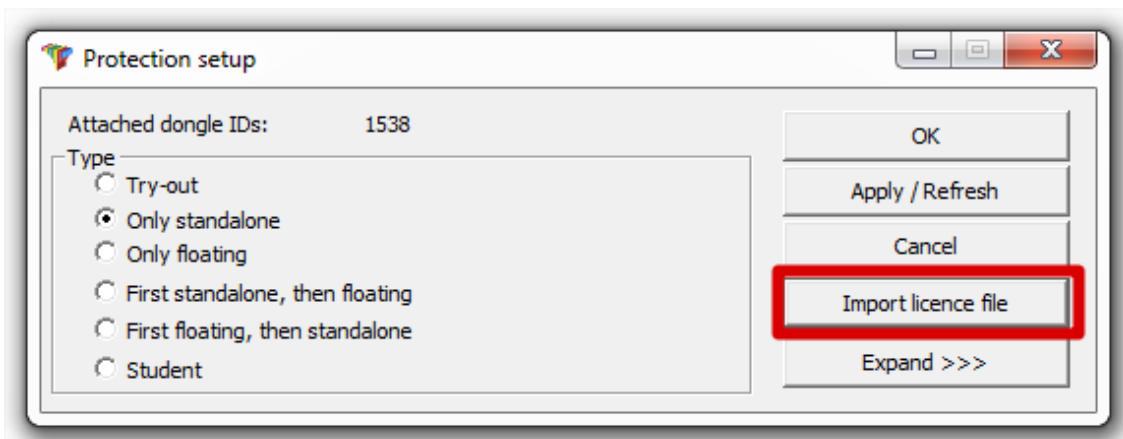 Protection setup
Attached dongle IDs: 1538
Type
Try-out
Only standalone
Only floating
First standalone, then floating
First floating, then standalone
Student
OK
Apply / Refresh
Cancel
Import licence file
Expand >>>